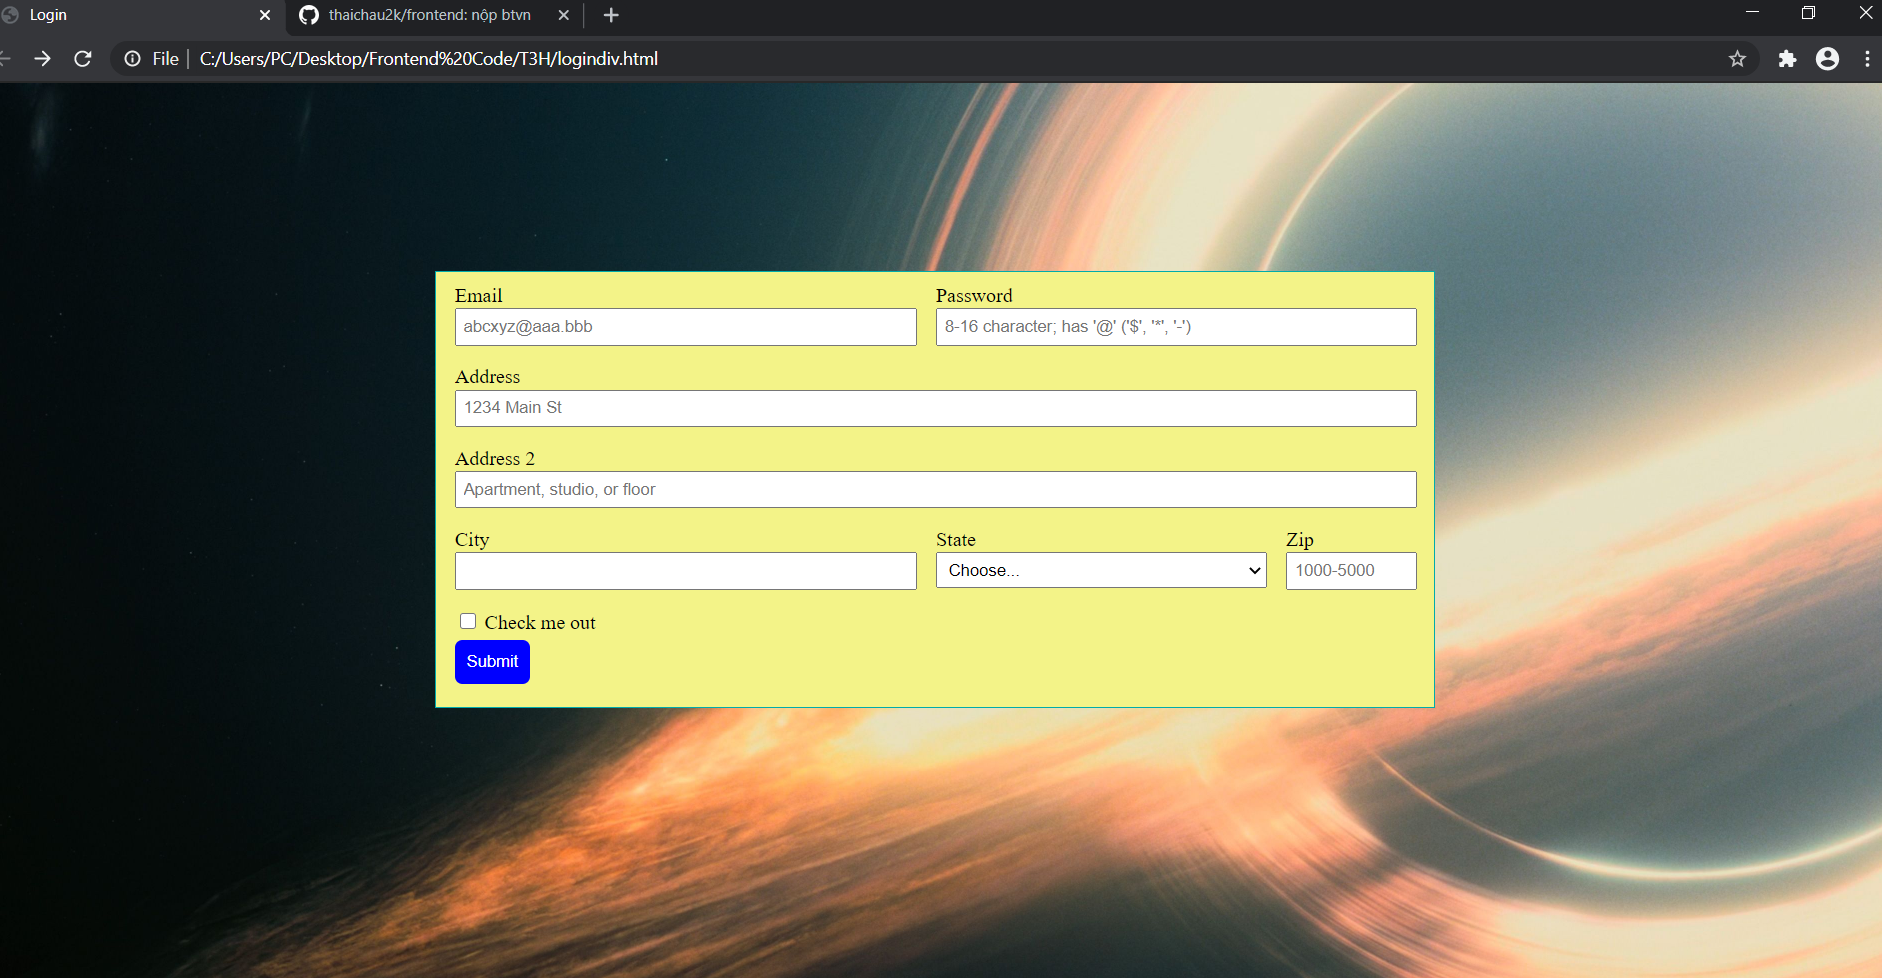 Login
thaichau2k/frontend: nộp btvn
File C:/Users/PC/Desktop/Frontend%20Code/T3H/logindiv.html
Email Password
abcxyz@aaa.bbb 8-16 character; has '@' ('$', '*', '-')
Address
1234 Main St
Address 2
Apartment, studio, or floor
City State Zip
Choose... 1000-5000
Check me out
Submit